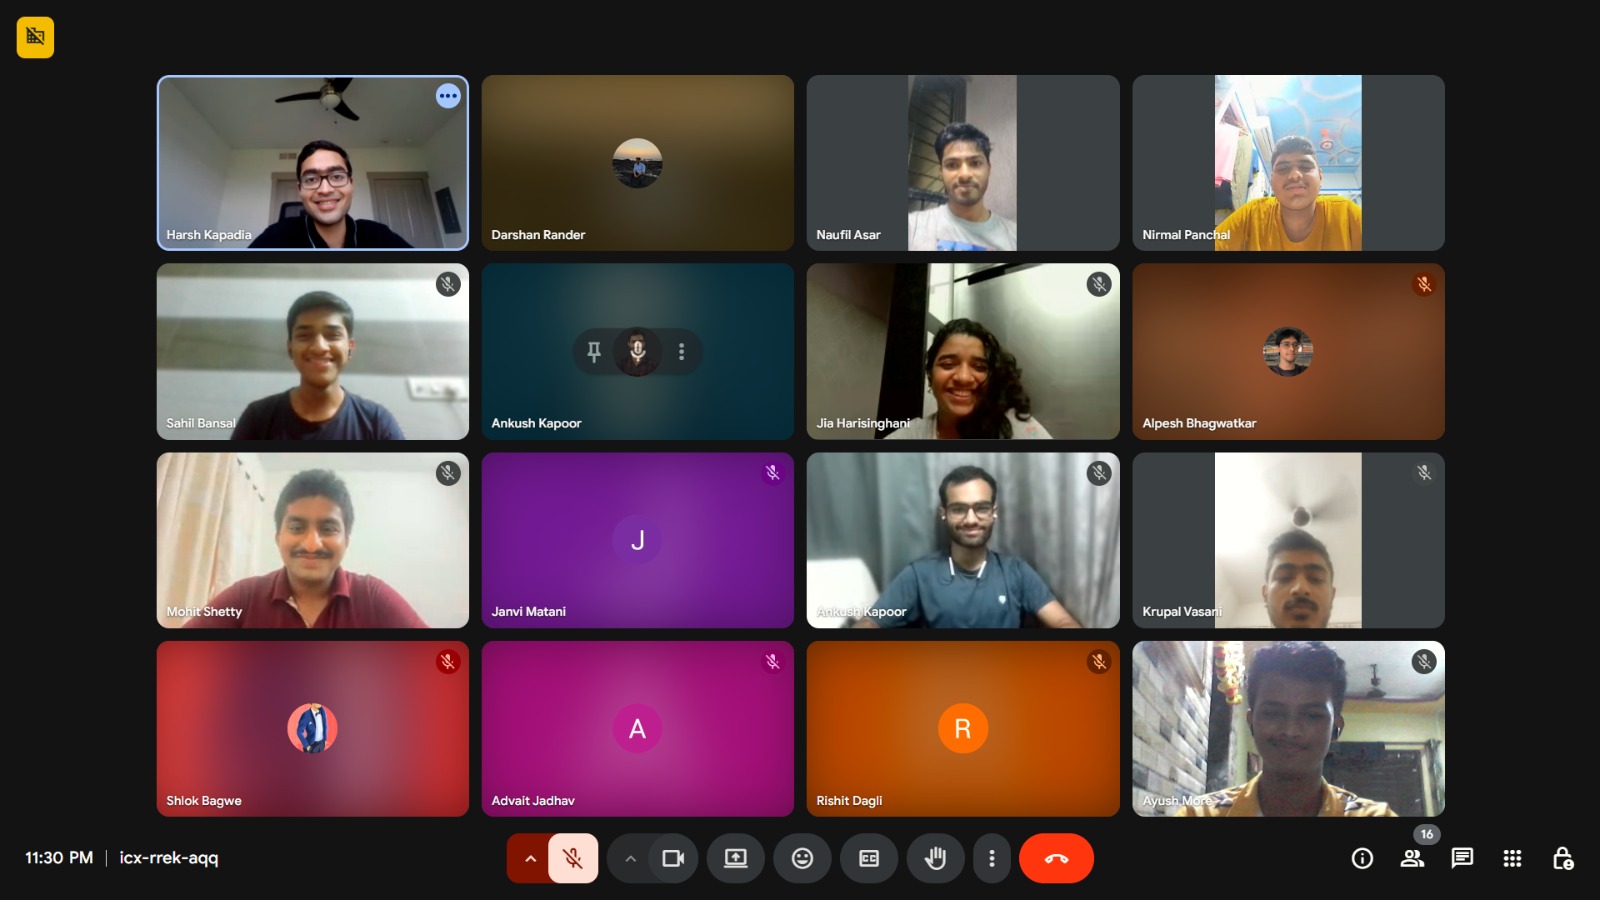 Harsh Kapadia
Darshan Rander
Naufil Asar
Nirmal Panchal
Sahil Bansal
Ankush Kapoor
Jia Harisinghani
Alpesh Bhagwatkar
Mohit Shetty
J
Janvi Matani
Ankush Kapoor
Krupal Vasani
Shlok Bagwe
A
Advait Jadhav
R
Rishit Dagli
Ayush More
11:30 PM | icx-rrek-aqq
CC
16